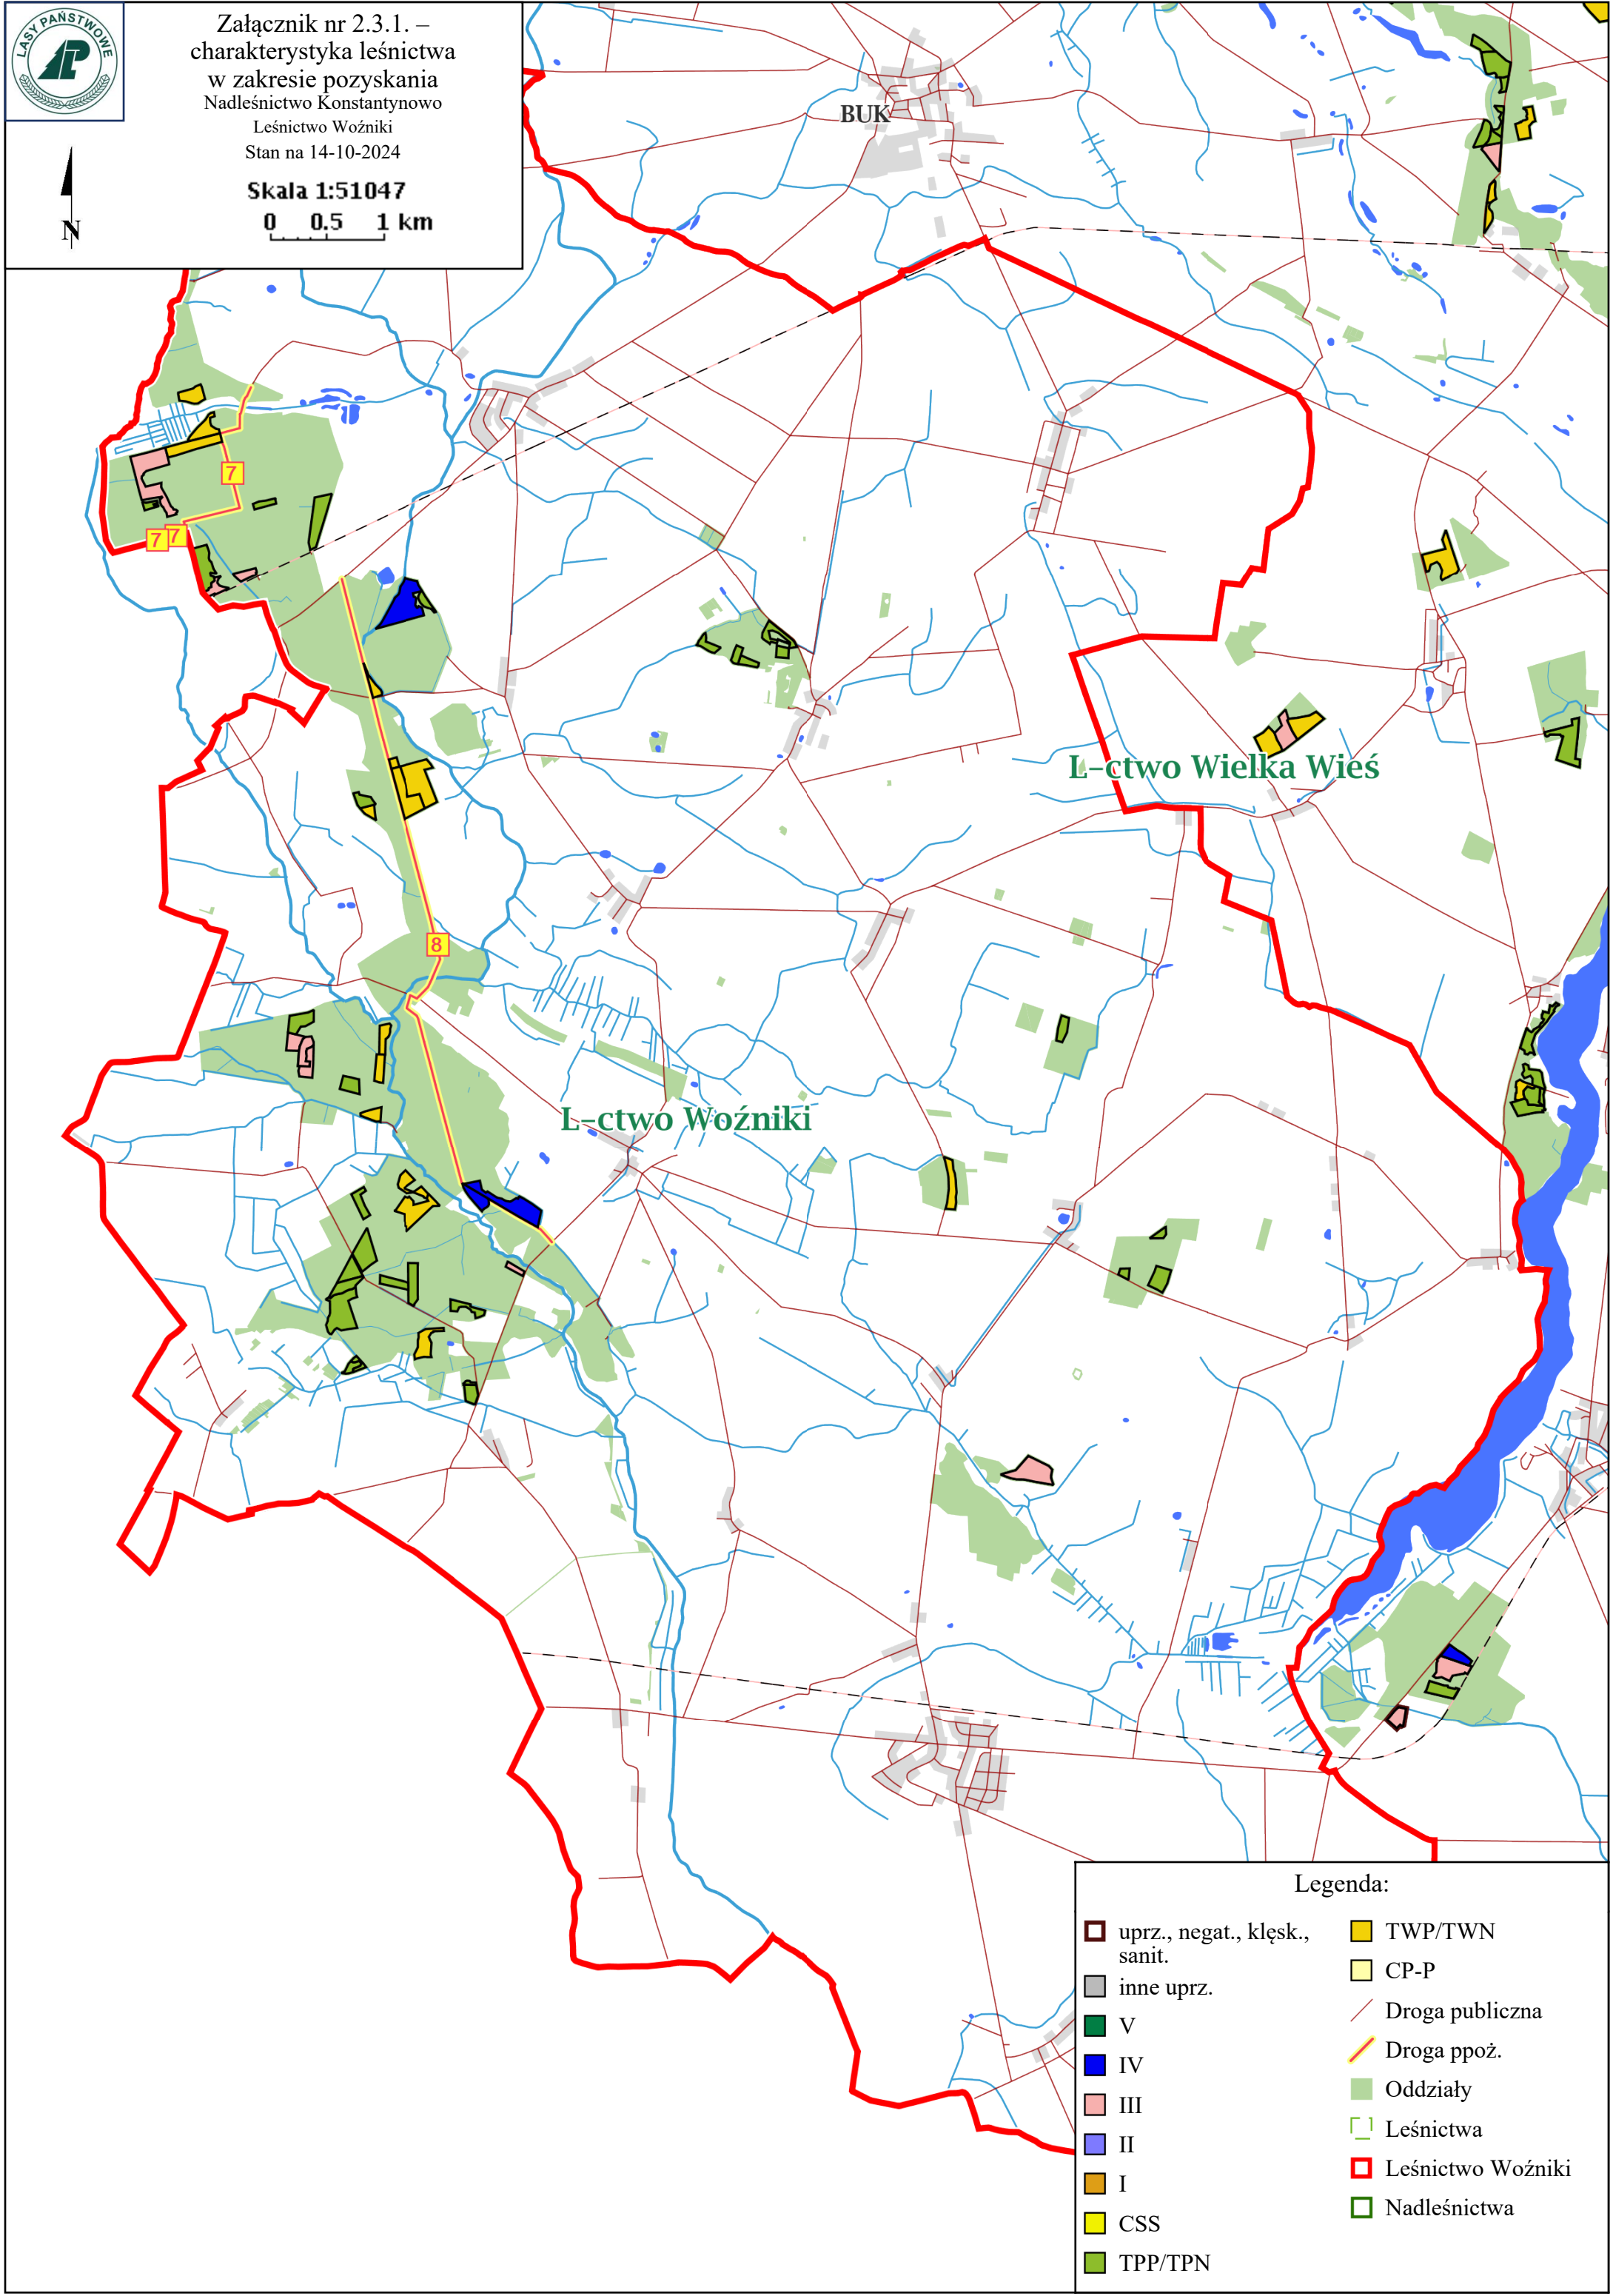 LASY PAŃSTWOWE
Załącznik nr 2.3.1. –
charakterystyka leśnictwa
w zakresie pozyskania
Nadleśnictwo Konstantynowo
Leśnictwo Woźniki
Stan na 14-10-2024
Skala 1:51047
0 0.5 1 km
N
BUK
7
7 7
L-ctwo Wielka Wieś
8
L-ctwo Woźniki
Legenda:
uprz., negat., klęsk.,
sanit.
inne uprz.
V
IV
III
II
I
CSS
TPP/TPN
TWP/TWN
CP-P
Droga publiczna
Droga ppoż.
Oddziały
Leśnictwa
Leśnictwo Woźniki
Nadleśnictwa